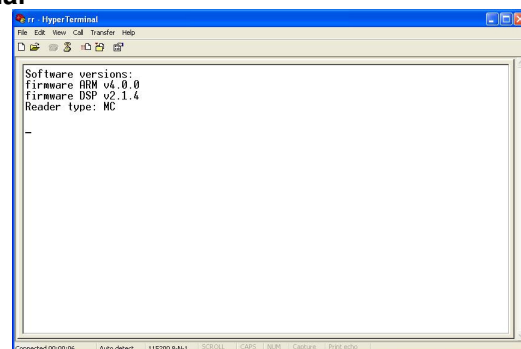 rr - HyperTerminal
File Edit View Call Transfer Help
Software versions:
firmware ARM v4.0.0
firmware DSP v2.1.4
Reader type: MC
Connected 00:00:06 Auto detect 115200 8-N-1 SCROLL CAPS NUM Capture Print echo